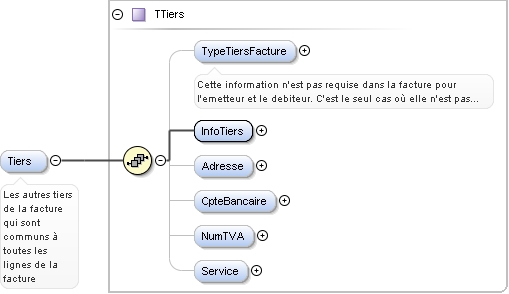 TTiers
TypeTiersFacture
Cette information n'est pas requise dans la facture pour
l'emetteur et le debiteur. C'est le seul cas où elle n'est pas...
InfoTiers
Tiers
Adresse
Les autres tiers
de la facture
qui sont
communs à
toutes les
lignes de la
facture
CpteBancaire
NumTVA
Service